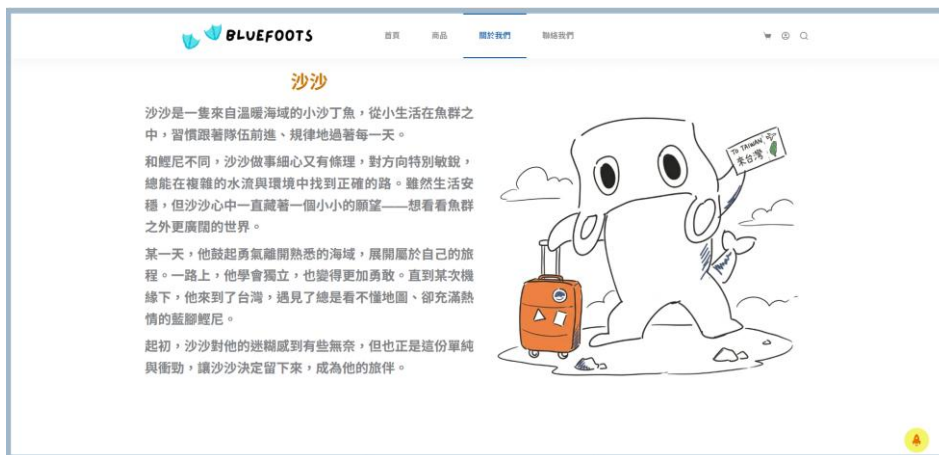 BLUEFOOTS
首頁
商品
關於我們
聯絡我們
沙沙
沙沙是一隻來自溫暖海域的小沙丁魚，從小生活在魚群之
中，習慣跟著隊伍前進、規律地過著每一天。
和鰹尼不同，沙沙做事細心又有條理，對方向特別敏銳，
總能在複雜的水流與環境中找到正確的路。雖然生活安
穩，但沙沙心中一直藏著一個小小的願望——想看看魚群
之外更廣闊的世界。
某一天，他鼓起勇氣離開熟悉的海域，展開屬於自己的旅
程。一路上，他學會獨立，也變得更加勇敢。直到某次機
緣下，他來到了台灣，遇見了總是看不懂地圖、卻充滿熱
情的藍腳鰹尼。
起初，沙沙對他的迷糊感到有些無奈，但也正是這份單純
與衝勁，讓沙沙決定留下來，成為他的旅伴。
TO TAIWAN
來台灣